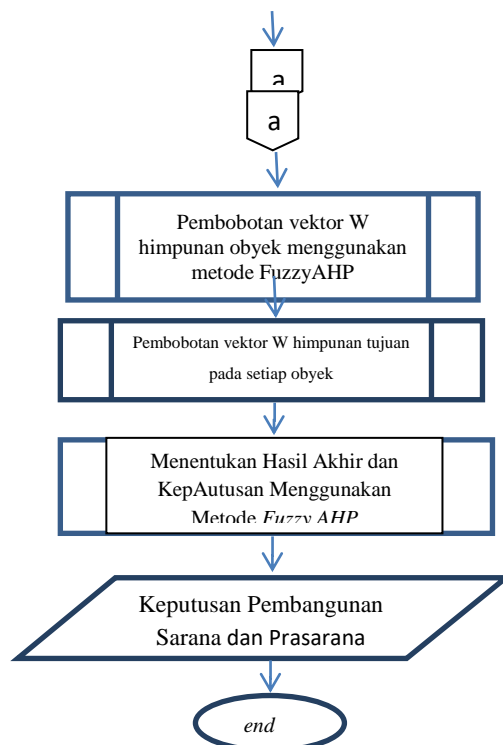 a
a
Pembobotan vektor W
himpunan obyek menggunakan
metode FuzzyAHP
Pembobotan vektor W himpunan tujuan
pada setiap obyek
Menentukan Hasil Akhir dan
KepAutusan Menggunakan
Metode Fuzzy AHP
Keputusan Pembangunan
Sarana dan Prasarana
end